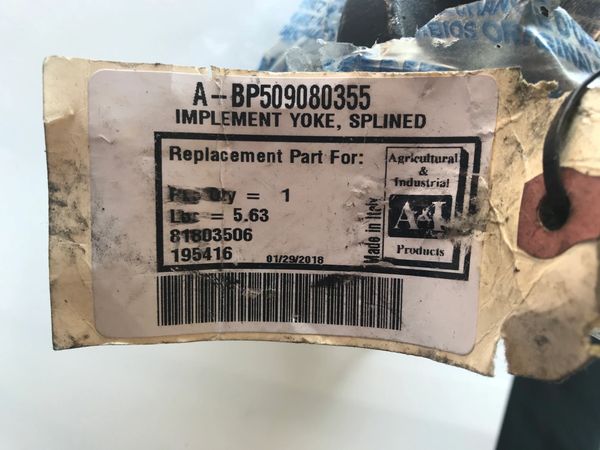 A-BP509080355
IMPLEMENT YOKE, SPLINED
Replacement Part For:
Qty = 1
= 5.63
81803506
195416
01/29/2018
Made in Italy
Agricultural
&
Industrial
A&I
Products